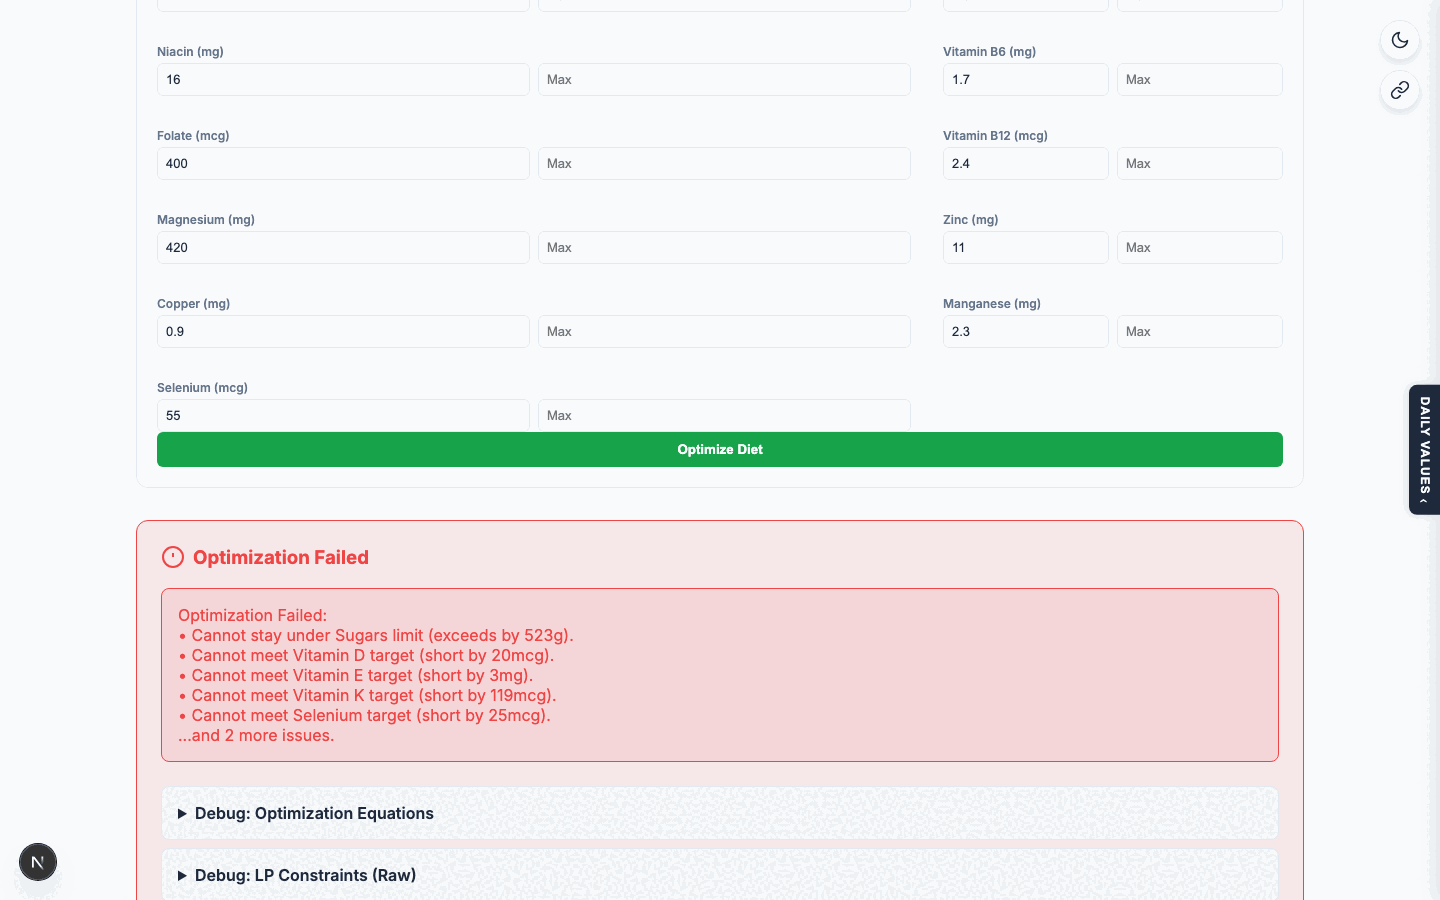 Niacin (mg)
16
Max
Vitamin B6 (mg)
1.7
Max
Folate (mcg)
400
Max
Vitamin B12 (mcg)
2.4
Max
Magnesium (mg)
420
Max
Zinc (mg)
11
Max
Copper (mg)
0.9
Max
Manganese (mg)
2.3
Max
Selenium (mcg)
55
Max
Optimize Diet
DAILY VALUES
Optimization Failed
Optimization Failed:
• Cannot stay under Sugars limit (exceeds by 523g).
• Cannot meet Vitamin D target (short by 20mcg).
• Cannot meet Vitamin E target (short by 3mg).
• Cannot meet Vitamin K target (short by 119mcg).
• Cannot meet Selenium target (short by 25mcg).
...and 2 more issues.
Debug: Optimization Equations
Debug: LP Constraints (Raw)
N